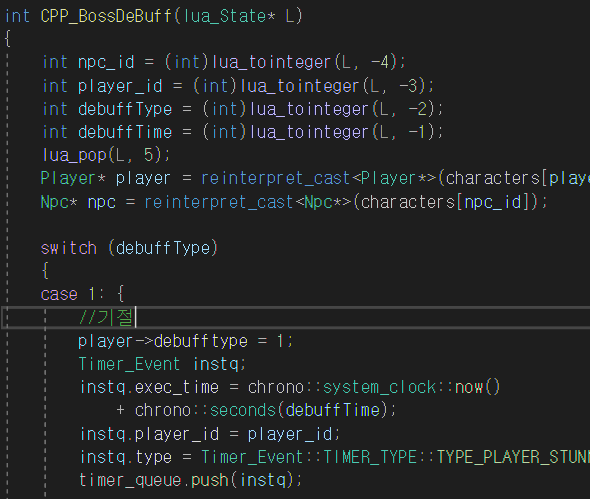 int CPP_BossDeBuff(lua_State* L)
{
int npc_id = (int)lua_tointeger(L, -4);
int player_id = (int)lua_tointeger(L, -3);
int debuffType = (int)lua_tointeger(L, -2);
int debuffTime = (int)lua_tointeger(L, -1);
lua_pop(L, 5);
Player* player = reinterpret_cast<Player*>(characters[playe
Npc* npc = reinterpret_cast<Npc*>(characters[npc_id]);
switch (debuffType)
{
case 1: {
//기절
player->debufftype = 1;
Timer_Event instq;
instq.exec_time = chrono::system_clock::now()
+ chrono::seconds(debuffTime);
instq.player_id = player_id;
instq.type = Timer_Event::TIMER_TYPE::TYPE_PLAYER_STUNN
timer_queue.push(instq);